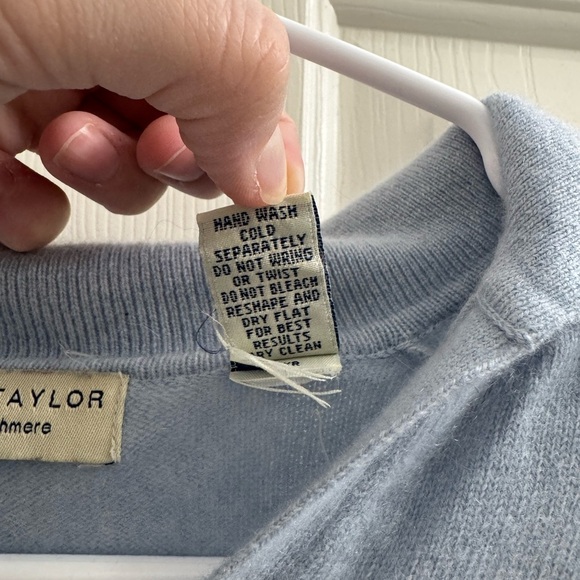 HAND WASH
COLD
SEPARATELY
DO NOT WRING
OR TWIST
DO NOT BLEACH
RESHAPE AND
DRY FLAT
FOR BEST
RESULTS
CLEAN
TAYLOR